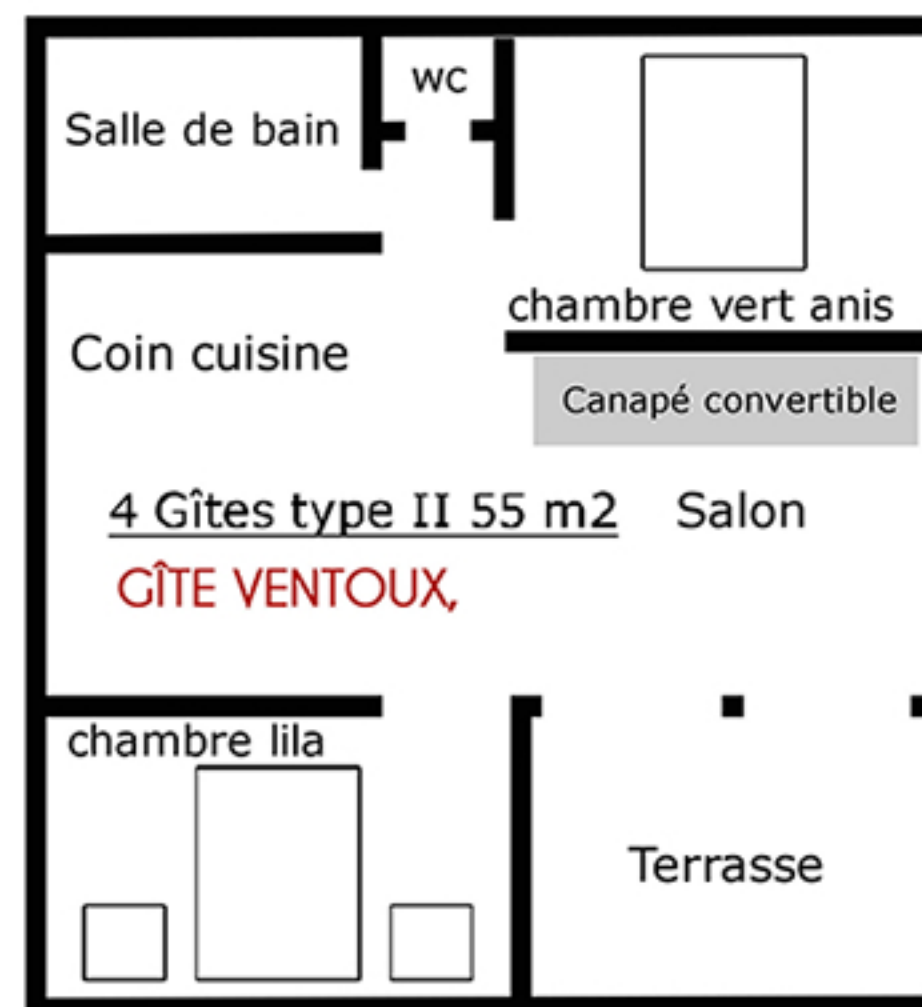 wc
Salle de bain
chambre vert anis
Coin cuisine
Canapé convertible
4 Gîtes type II 55 m2
Salon
GÎTE VENTOUX,
chambre lila
Terrasse